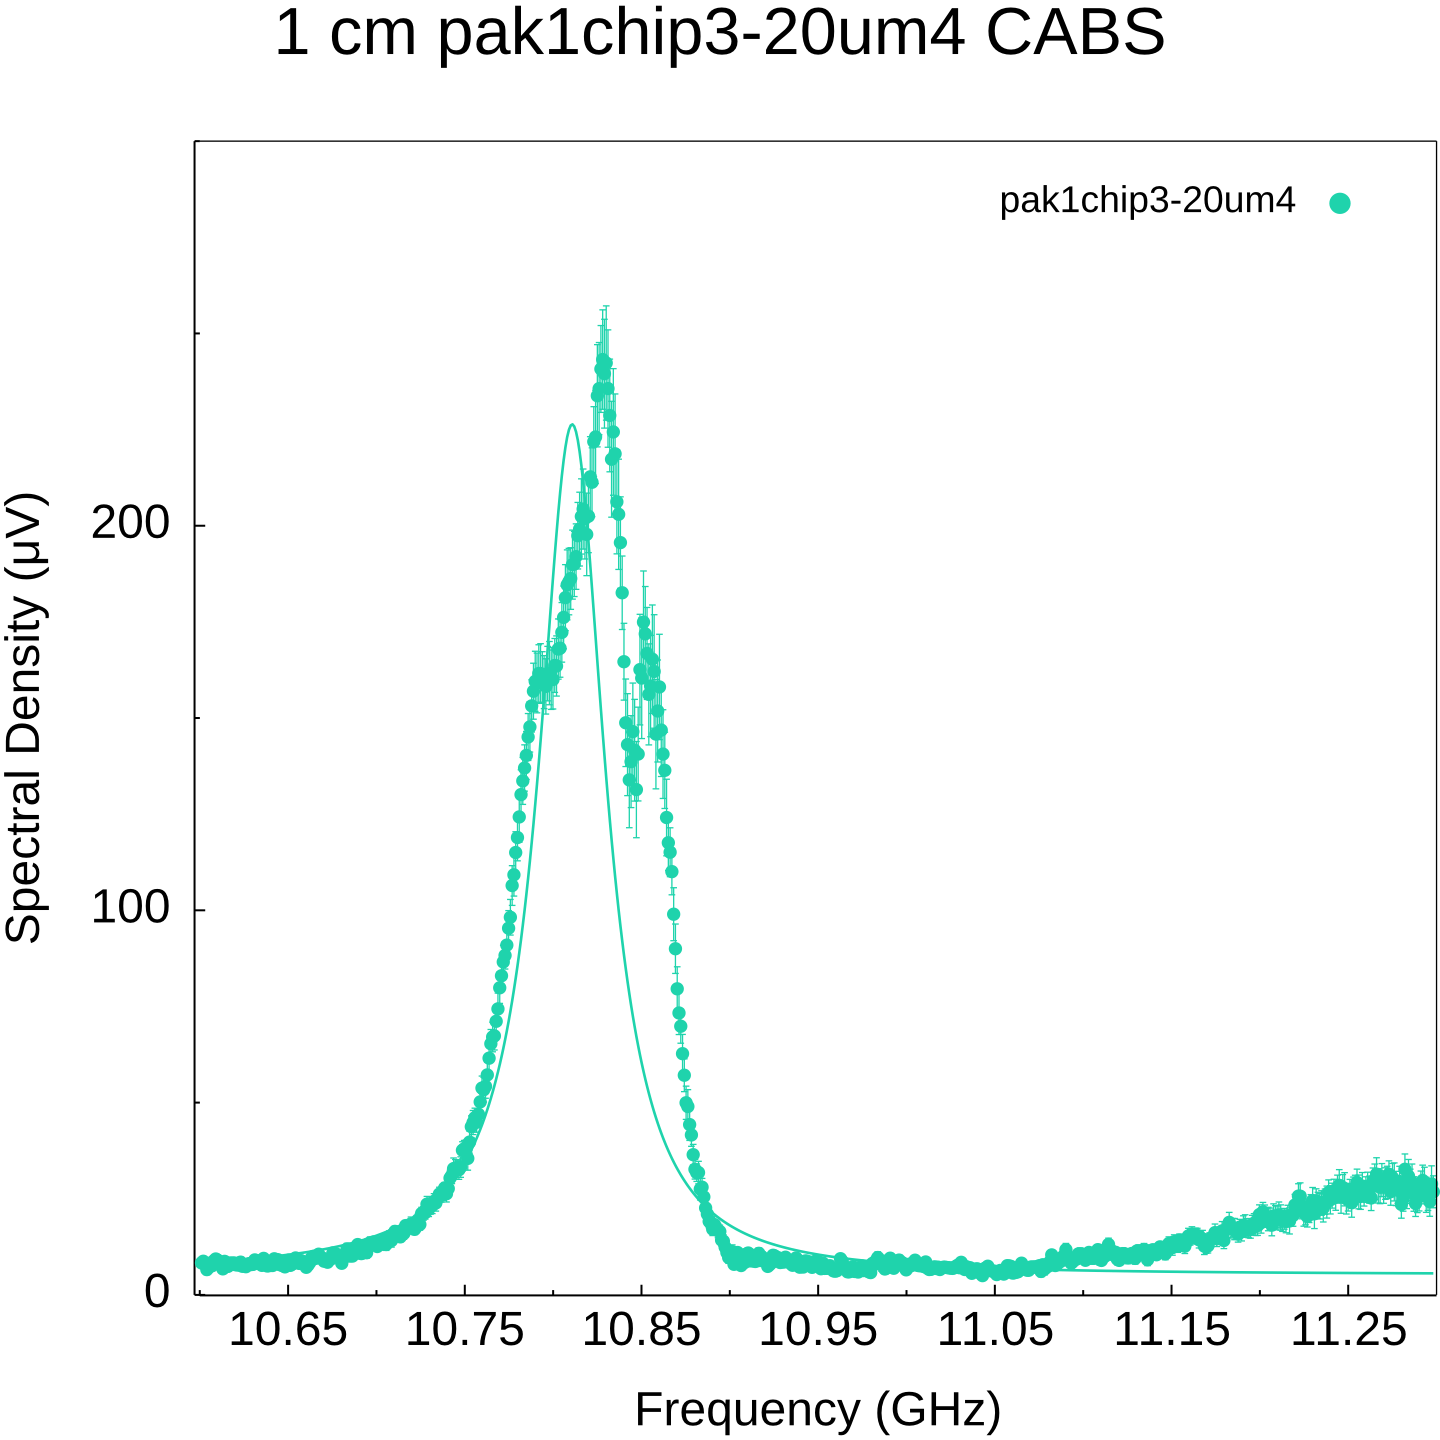 1 cm pak1chip3-20um4 CABS
pak1chip3-20um4
Spectral Density (μV)
200
100
0
10.65 10.75 10.85 10.95 11.05 11.15 11.25
Frequency (GHz)